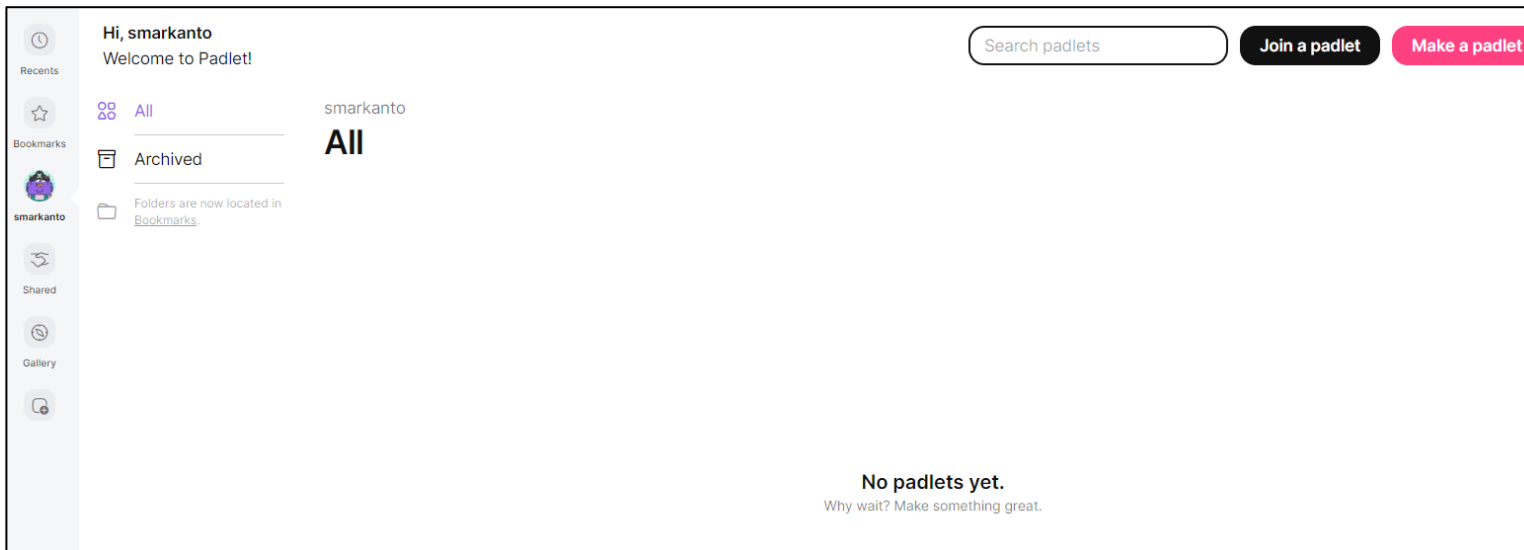 Recents
Bookmarks
smarkanto
Shared
Gallery
Hi, smarkanto
Welcome to Padlet!
Search padlets
Join a padlet
Make a padlet
All
Archived
Folders are now located in
Bookmarks.
smarkanto
All
No padlets yet.
Why wait? Make something great.